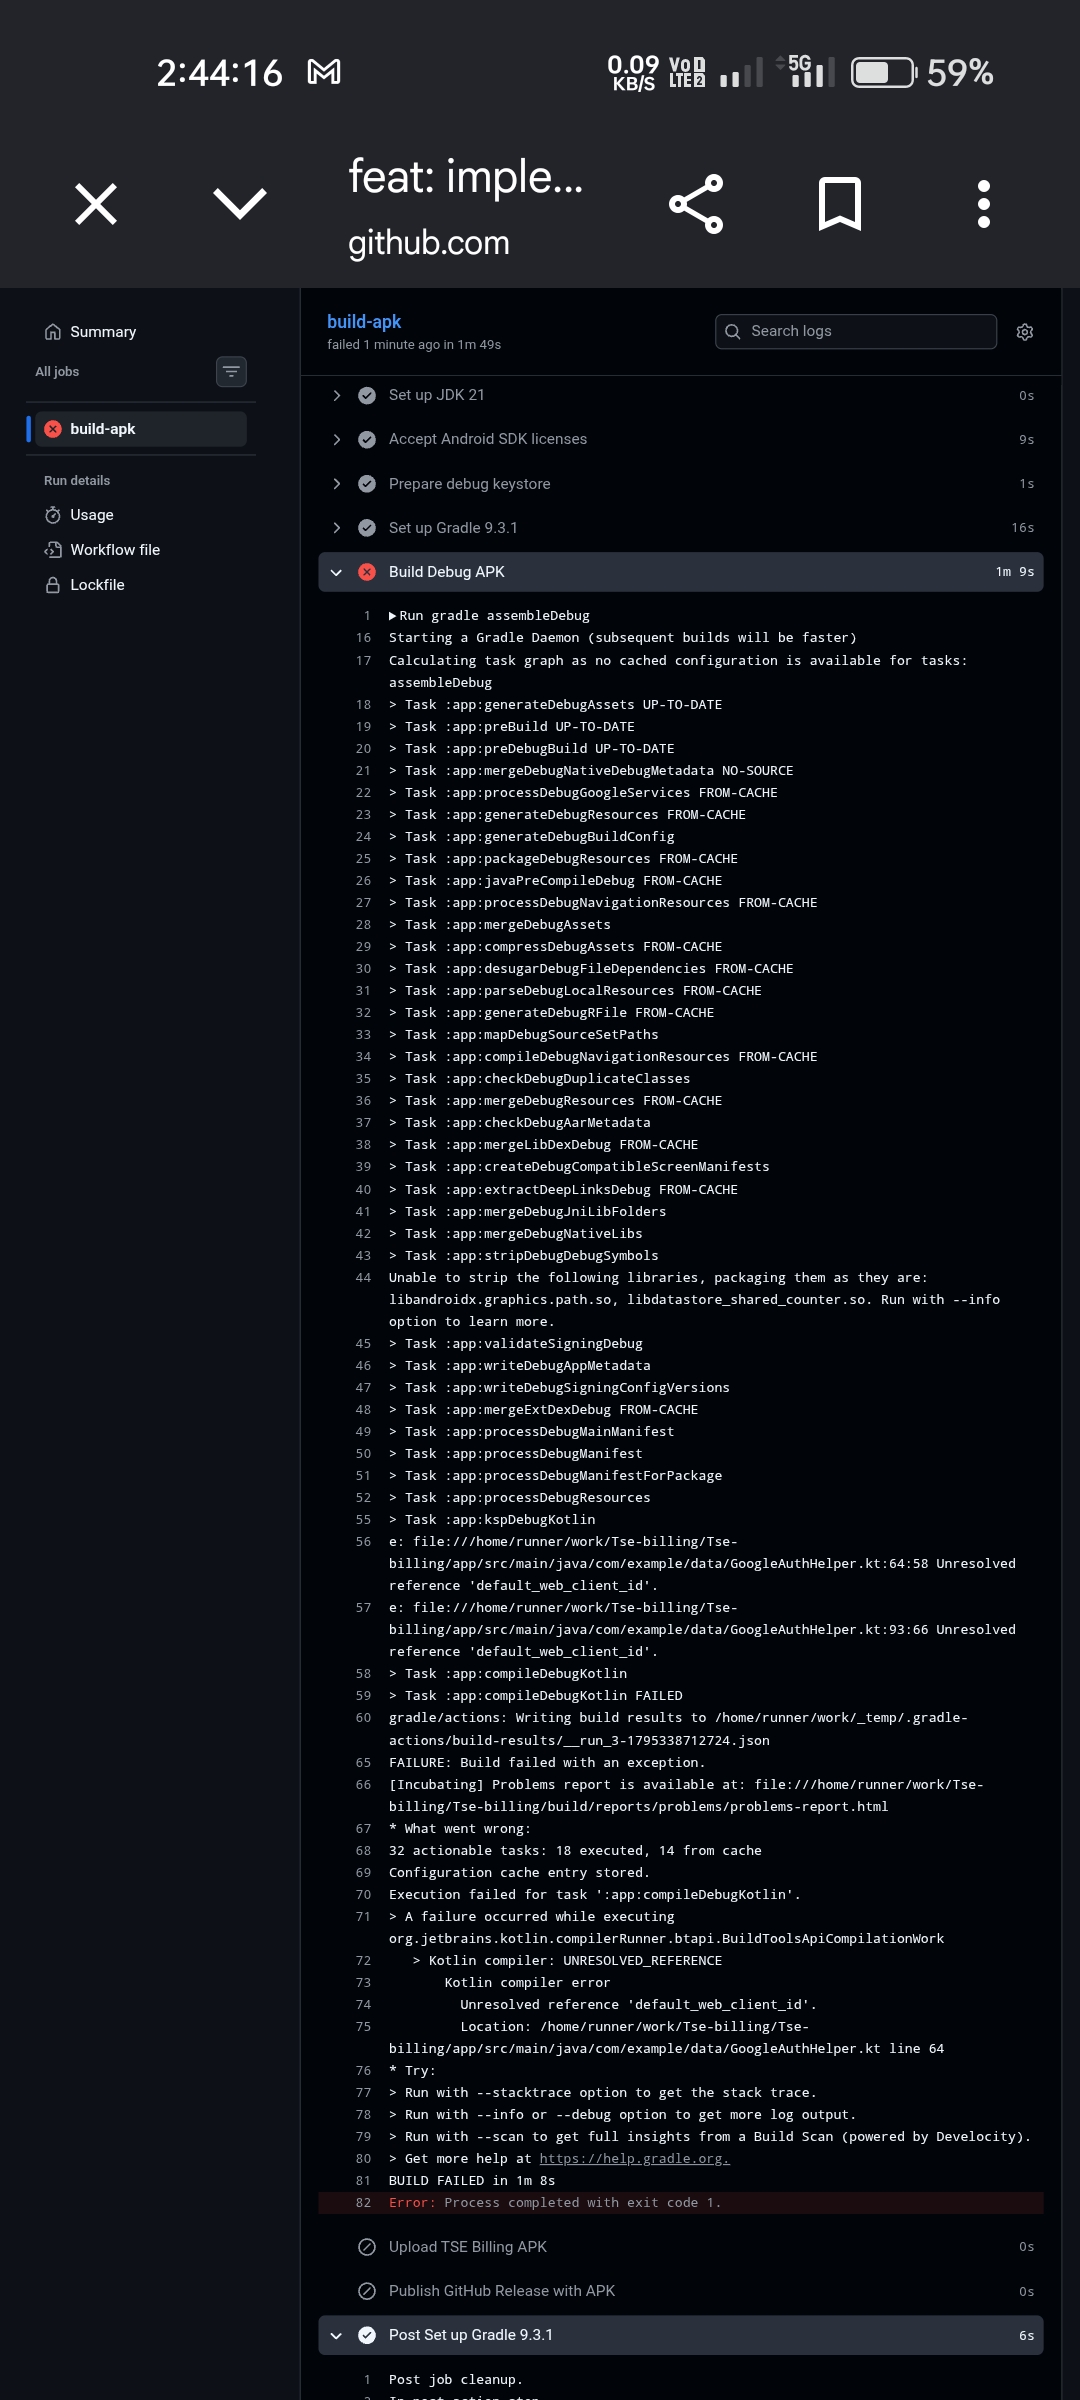 2:44:16
0.09 KB/S
Vo 1 LTE 2
5G
59%
feat: imple...
github.com
Summary
All jobs
build-apk
Run details
Usage
Workflow file
Lockfile
build-apk
failed 1 minute ago in 1m 49s
Search logs
Set up JDK 21 0s
Accept Android SDK licenses 9s
Prepare debug keystore 1s
Set up Gradle 9.3.1 16s
Build Debug APK 1m 9s
1 Run gradle assembleDebug
16 Starting a Gradle Daemon (subsequent builds will be faster)
17 Calculating task graph as no cached configuration is available for tasks:
assembleDebug
18 > Task :app:generateDebugAssets UP-TO-DATE
19 > Task :app:preBuild UP-TO-DATE
20 > Task :app:preDebugBuild UP-TO-DATE
21 > Task :app:mergeDebugNativeDebugMetadata NO-SOURCE
22 > Task :app:processDebugGoogleServices FROM-CACHE
23 > Task :app:generateDebugResources FROM-CACHE
24 > Task :app:generateDebugBuildConfig
25 > Task :app:packageDebugResources FROM-CACHE
26 > Task :app:javaPreCompileDebug FROM-CACHE
27 > Task :app:processDebugNavigationResources FROM-CACHE
28 > Task :app:mergeDebugAssets
29 > Task :app:compressDebugAssets FROM-CACHE
30 > Task :app:desugarDebugFileDependencies FROM-CACHE
31 > Task :app:parseDebugLocalResources FROM-CACHE
32 > Task :app:generateDebugRFile FROM-CACHE
33 > Task :app:mapDebugSourceSetPaths
34 > Task :app:compileDebugNavigationResources FROM-CACHE
35 > Task :app:checkDebugDuplicateClasses
36 > Task :app:mergeDebugResources FROM-CACHE
37 > Task :app:checkDebugAarMetadata
38 > Task :app:mergeLibDexDebug FROM-CACHE
39 > Task :app:createDebugCompatibleScreenManifests
40 > Task :app:extractDeepLinksDebug FROM-CACHE
41 > Task :app:mergeDebugJniLibFolders
42 > Task :app:mergeDebugNativeLibs
43 > Task :app:stripDebugDebugSymbols
44 Unable to strip the following libraries, packaging them as they are:
libandroidx.graphics.path.so, libdatastore_shared_counter.so. Run with --info
option to learn more.
45 > Task :app:validateSigningDebug
46 > Task :app:writeDebugAppMetadata
47 > Task :app:writeDebugSigningConfigVersions
48 > Task :app:mergeExtDexDebug FROM-CACHE
49 > Task :app:processDebugMainManifest
50 > Task :app:processDebugManifest
51 > Task :app:processDebugManifestForPackage
52 > Task :app:processDebugResources
55 > Task :app:kspDebugKotlin
56 e: file:///home/runner/work/Tse-
billing/app/src/main/java/com/example/data/GoogleAuthHelper.kt:64:58 Unresolved
reference 'default_web_client_id'.
57 e: file:///home/runner/work/Tse-billing/Tse-
billing/app/src/main/java/com/example/data/GoogleAuthHelper.kt:93:66 Unresolved
reference 'default_web_client_id'.
58 > Task :app:compileDebugKotlin
59 > Task :app:compileDebugKotlin FAILED
60 gradle/actions: Writing build results to /home/runner/work/_temp/.gradle-
actions/build-results/__run_3-1795338712724.json
65 FAILURE: Build failed with an exception.
66 [Incubating] Problems report is available at: file:///home/runner/work/Tse-
billing/Tse-billing/build/reports/problems/problems-report.html
67 * What went wrong:
68 32 actionable tasks: 18 executed, 14 from cache
69 Configuration cache entry stored.
70 Execution failed for task ':app:compileDebugKotlin'.
71 > A failure occurred while executing
org.jetbrains.kotlin.compilerRunner.btapi.BuildToolsApiCompilationWork
72 > Kotlin compiler: UNRESOLVED_REFERENCE
73 Kotlin compiler error
74 Unresolved reference 'default_web_client_id'.
75 Location: /home/runner/work/Tse-billing/Tse-
billing/app/src/main/java/com/example/data/GoogleAuthHelper.kt line 64
76 * Try:
77 > Run with --stacktrace option to get the stack trace.
78 > Run with --info or --debug option to get more log output.
79 > Run with --scan to get full insights from a Build Scan (powered by Develocity).
80 > Get more help at https://help.gradle.org.
81 BUILD FAILED in 1m 8s
82 Error: Process completed with exit code 1.
Upload TSE Billing APK 0s
Publish GitHub Release with APK 0s
Post Set up Gradle 9.3.1 6s
1 Post job cleanup.